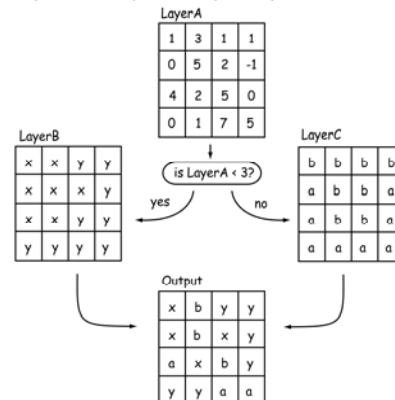 LayerA
1 3 1 1
0 5 2 -1
4 2 5 0
0 1 7 5
is LayerA < 3?
yes
no
LayerB
x x y y
x x x y
x x y y
y y y y
LayerC
b b b b
a b b a
a b b a
a a a a
Output
x b y y
x b x y
a x b y
y y a a